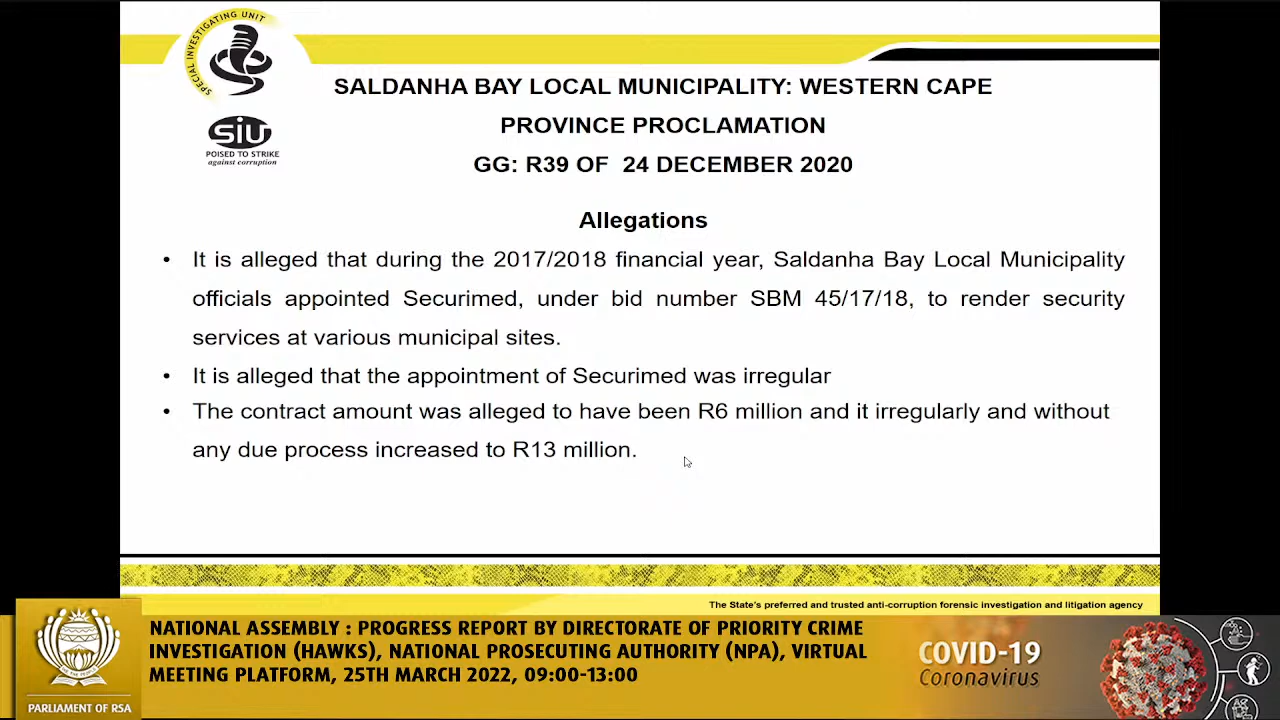 SPECIAL INVESTIGATING UNIT
SIU
POISED TO STRIKE
against corruption
SALDANHA BAY LOCAL MUNICIPALITY: WESTERN CAPE
PROVINCE PROCLAMATION
GG: R39 OF 24 DECEMBER 2020
Allegations
• It is alleged that during the 2017/2018 financial year, Saldanha Bay Local Municipality
officials appointed Securimed, under bid number SBM 45/17/18, to render security
services at various municipal sites.
• It is alleged that the appointment of Securimed was irregular
• The contract amount was alleged to have been R6 million and it irregularly and without
any due process increased to R13 million.
The State's preferred and trusted anti-corruption forensic investigation and litigation agency
NATIONAL ASSEMBLY : PROGRESS REPORT BY DIRECTORATE OF PRIORITY CRIME
INVESTIGATION (HAWKS), NATIONAL PROSECUTING AUTHORITY (NPA), VIRTUAL
MEETING PLATFORM, 25TH MARCH 2022, 09:00-13:00
PARLIAMENT OF RSA
COVID-19
Coronavirus